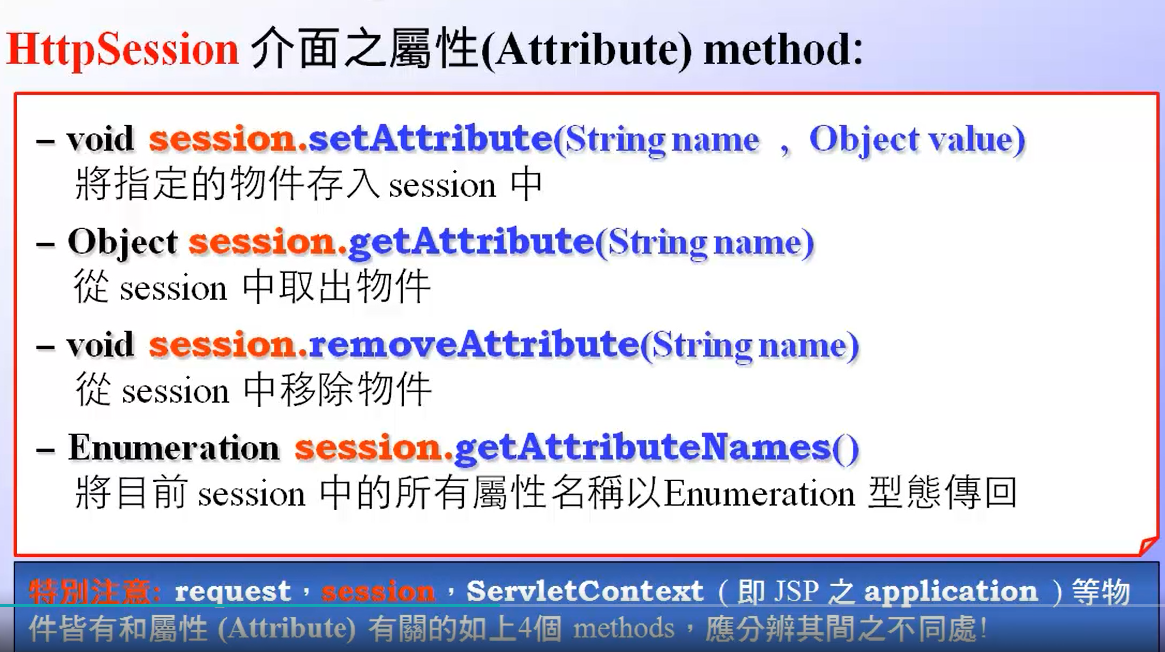 HttpSession 介面之屬性(Attribute) method:
– void session.setAttribute(String name , Object value)
將指定的物件存入 session 中
– Object session.getAttribute(String name)
從 session 中取出物件
– void session.removeAttribute(String name)
從 session 中移除物件
– Enumeration session.getAttributeNames()
將目前 session 中的所有屬性名稱以Enumeration 型態傳回
特別注意: request，session，ServletContext ( 即 JSP 之 application ) 等物
件皆有和屬性 (Attribute) 有關的如上4個 methods，應分辨其間之不同處!